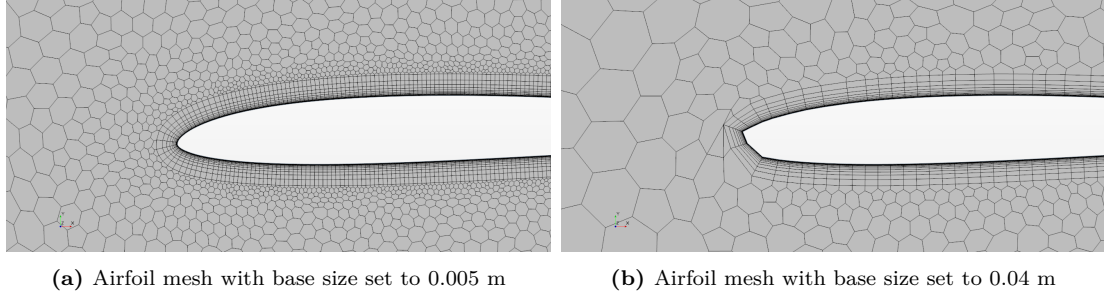 (a) Airfoil mesh with base size set to 0.005 m
(b) Airfoil mesh with base size set to 0.04 m